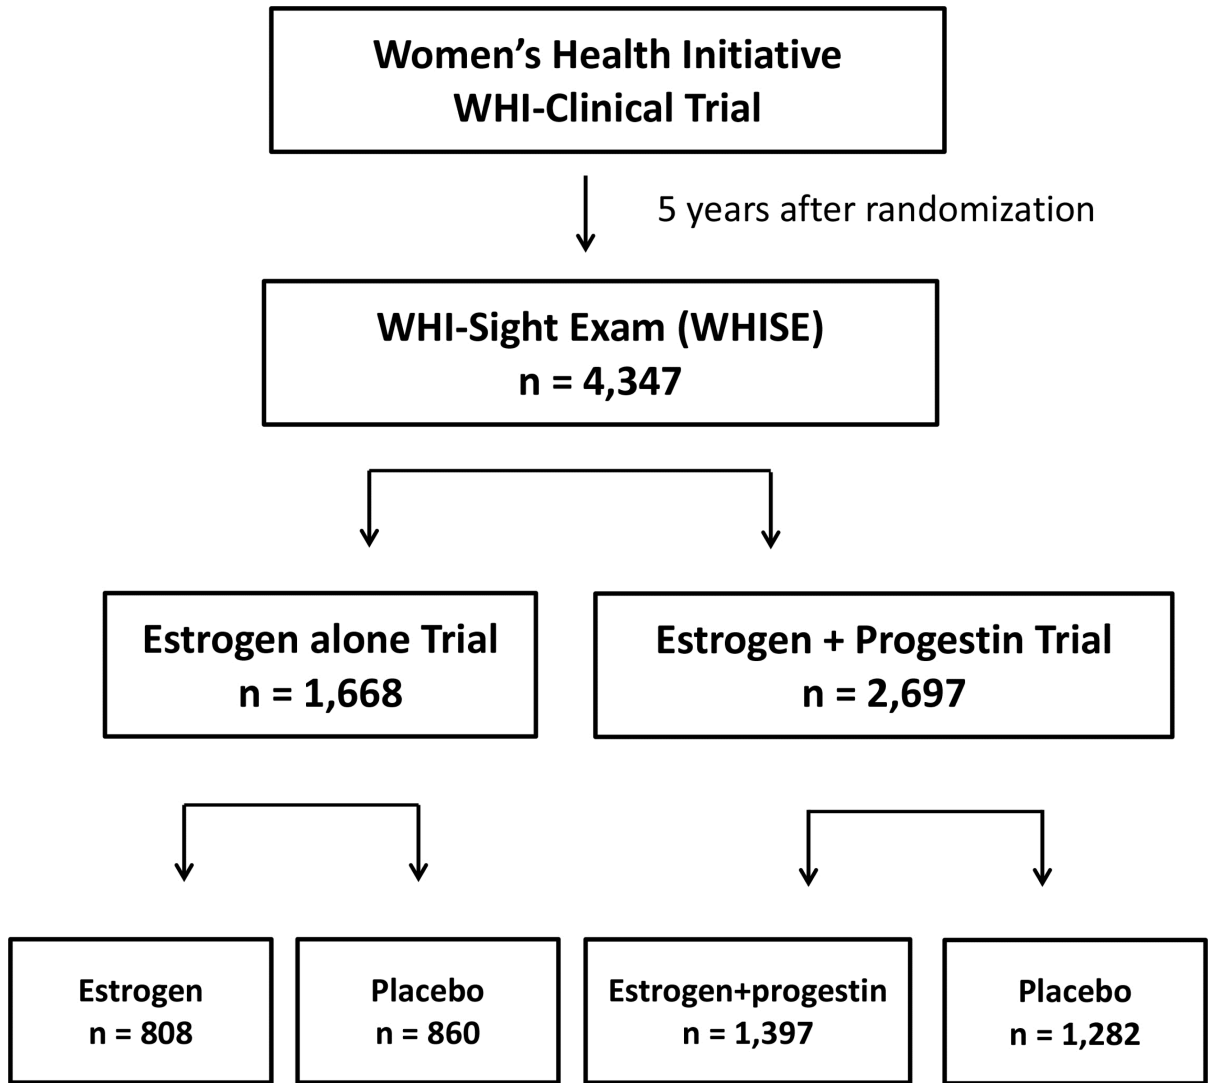 Women’s Health Initiative
WHI-Clinical Trial
5 years after randomization
WHI-Sight Exam (WHISE)
n = 4,347
Estrogen alone Trial
n = 1,668
Estrogen + Progestin Trial
n = 2,697
Estrogen
n = 808
Placebo
n = 860
Estrogen+progestin
n = 1,397
Placebo
n = 1,282